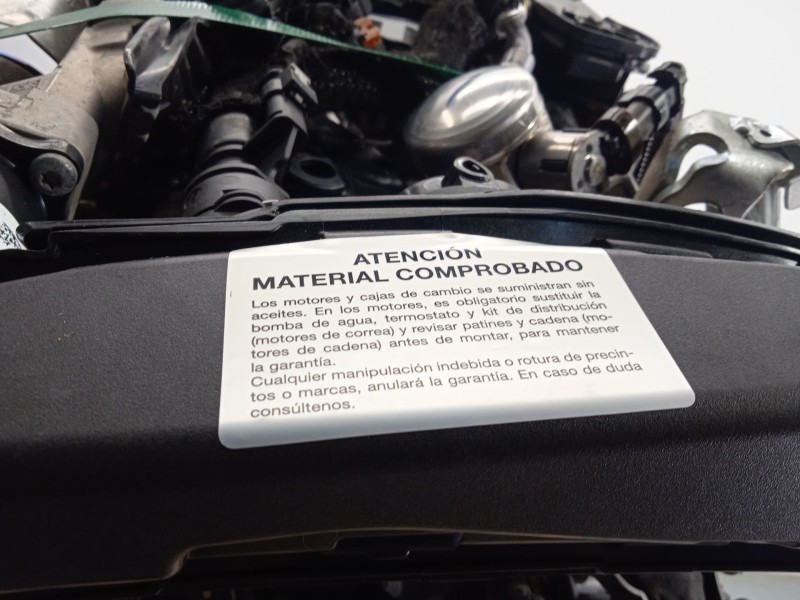 ATENCIÓN
MATERIAL COMPROBADO
Los motores y cajas de cambio se suministran sin
aceites. En los motores, es obligatorio sustituir la
bomba de agua, termostato y kit de distribución
(motores de correa) y revisar patines y cadena (mo-
tores de cadena) antes de montar, para mantener
la garantía.
Cualquier manipulación indebida o rotura de precin-
tos o marcas, anulará la garantía. En caso de duda
consúltenos.